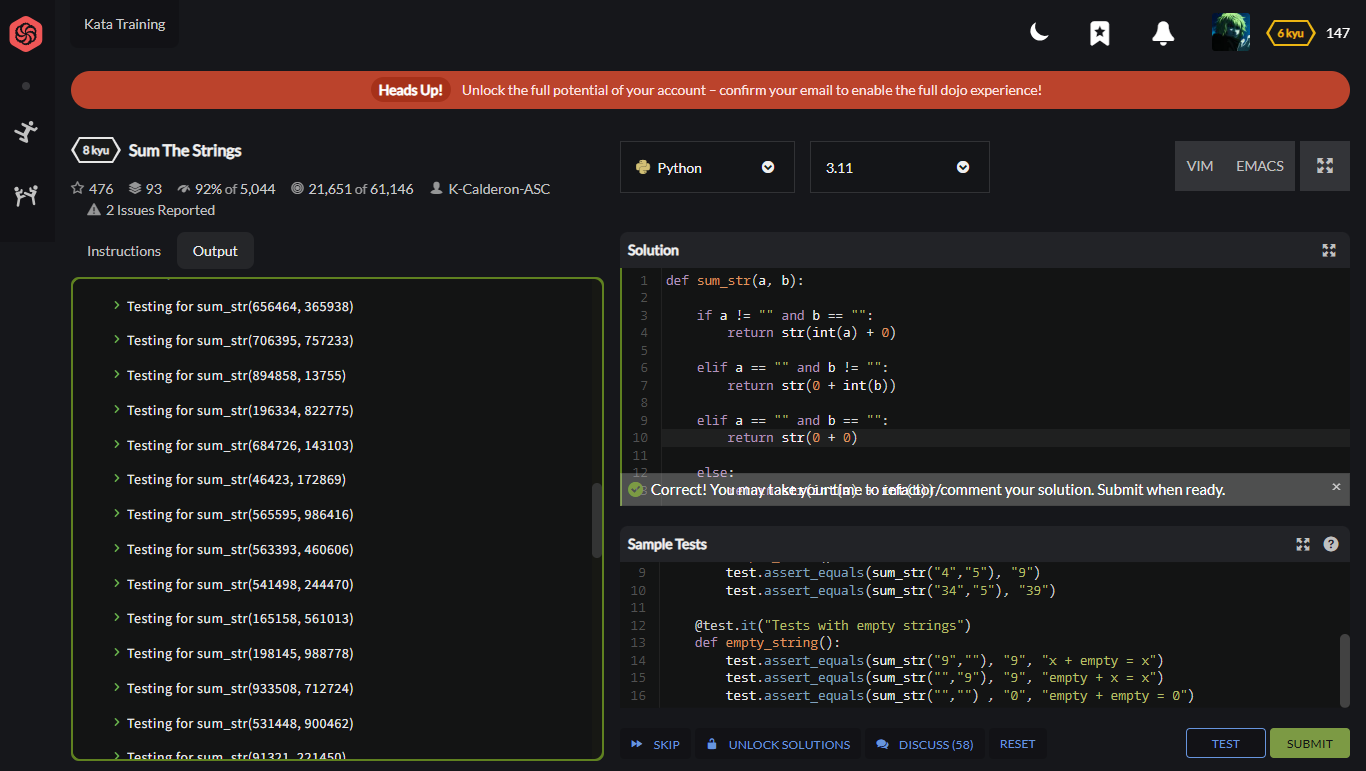 Kata Training
6 kyu 147
Heads Up! Unlock the full potential of your account – confirm your email to enable the full dojo experience!
8 kyu Sum The Strings
476 93 92% of 5,044 21,651 of 61,146 K-Calderon-ASC
2 Issues Reported
Instructions Output
Testing for sum_str(656464, 365938)
Testing for sum_str(706395, 757233)
Testing for sum_str(894858, 13755)
Testing for sum_str(196334, 822775)
Testing for sum_str(684726, 143103)
Testing for sum_str(46423, 172869)
Testing for sum_str(565595, 986416)
Testing for sum_str(563393, 460606)
Testing for sum_str(541498, 244470)
Testing for sum_str(165158, 561013)
Testing for sum_str(198145, 988778)
Testing for sum_str(933508, 712724)
Testing for sum_str(531448, 900462)
Testing for sum_str(91321, 221450)
Python 3.11 VIM EMACS
Solution
1 def sum_str(a, b):
2
3 if a != "" and b == "":
4 return str(int(a) + 0)
5
6 elif a == "" and b != "":
7 return str(0 + int(b))
8
9 elif a == "" and b == "":
10 return str(0 + 0)
11
12 else:
Correct! You may take your time to refactor/comment your solution. Submit when ready.
Sample Tests
9 test.assert_equals(sum_str("4","5"), "9")
10 test.assert_equals(sum_str("34","5"), "39")
11
12 @test.it("Tests with empty strings")
13 def empty_string():
14 test.assert_equals(sum_str("9",""), "9", "x + empty = x")
15 test.assert_equals(sum_str("","9"), "9", "empty + x = x")
16 test.assert_equals(sum_str("","") , "0", "empty + empty = 0")
SKIP UNLOCK SOLUTIONS DISCUSS (58) RESET TEST SUBMIT